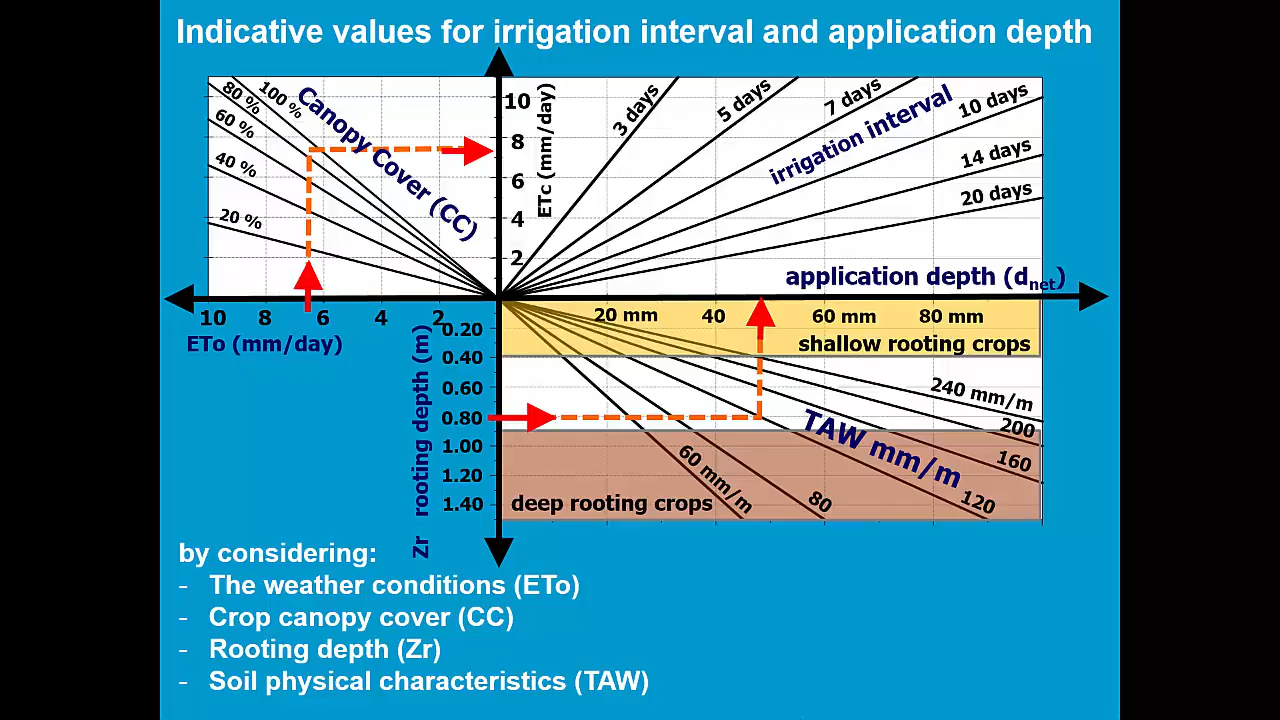 Indicative values for irrigation interval and application depth
100 %
80 %
60 %
40 %
20 %
Canopy Cover (CC)
10
8
6
4
2
ETc (mm/day)
3 days
5 days
7 days
10 days
14 days
20 days
irrigation interval
application depth (dnet)
10 8 6 4 2
ETo (mm/day)
20 mm 40 60 mm 80 mm
shallow rooting crops
0.20
0.40
0.60
0.80
1.00
1.20
1.40
Zr rooting depth (m)
240 mm/m
200
160
120
80
60 mm/m
TAW mm/m
deep rooting crops
by considering:
- The weather conditions (ETo)
- Crop canopy cover (CC)
- Rooting depth (Zr)
- Soil physical characteristics (TAW)